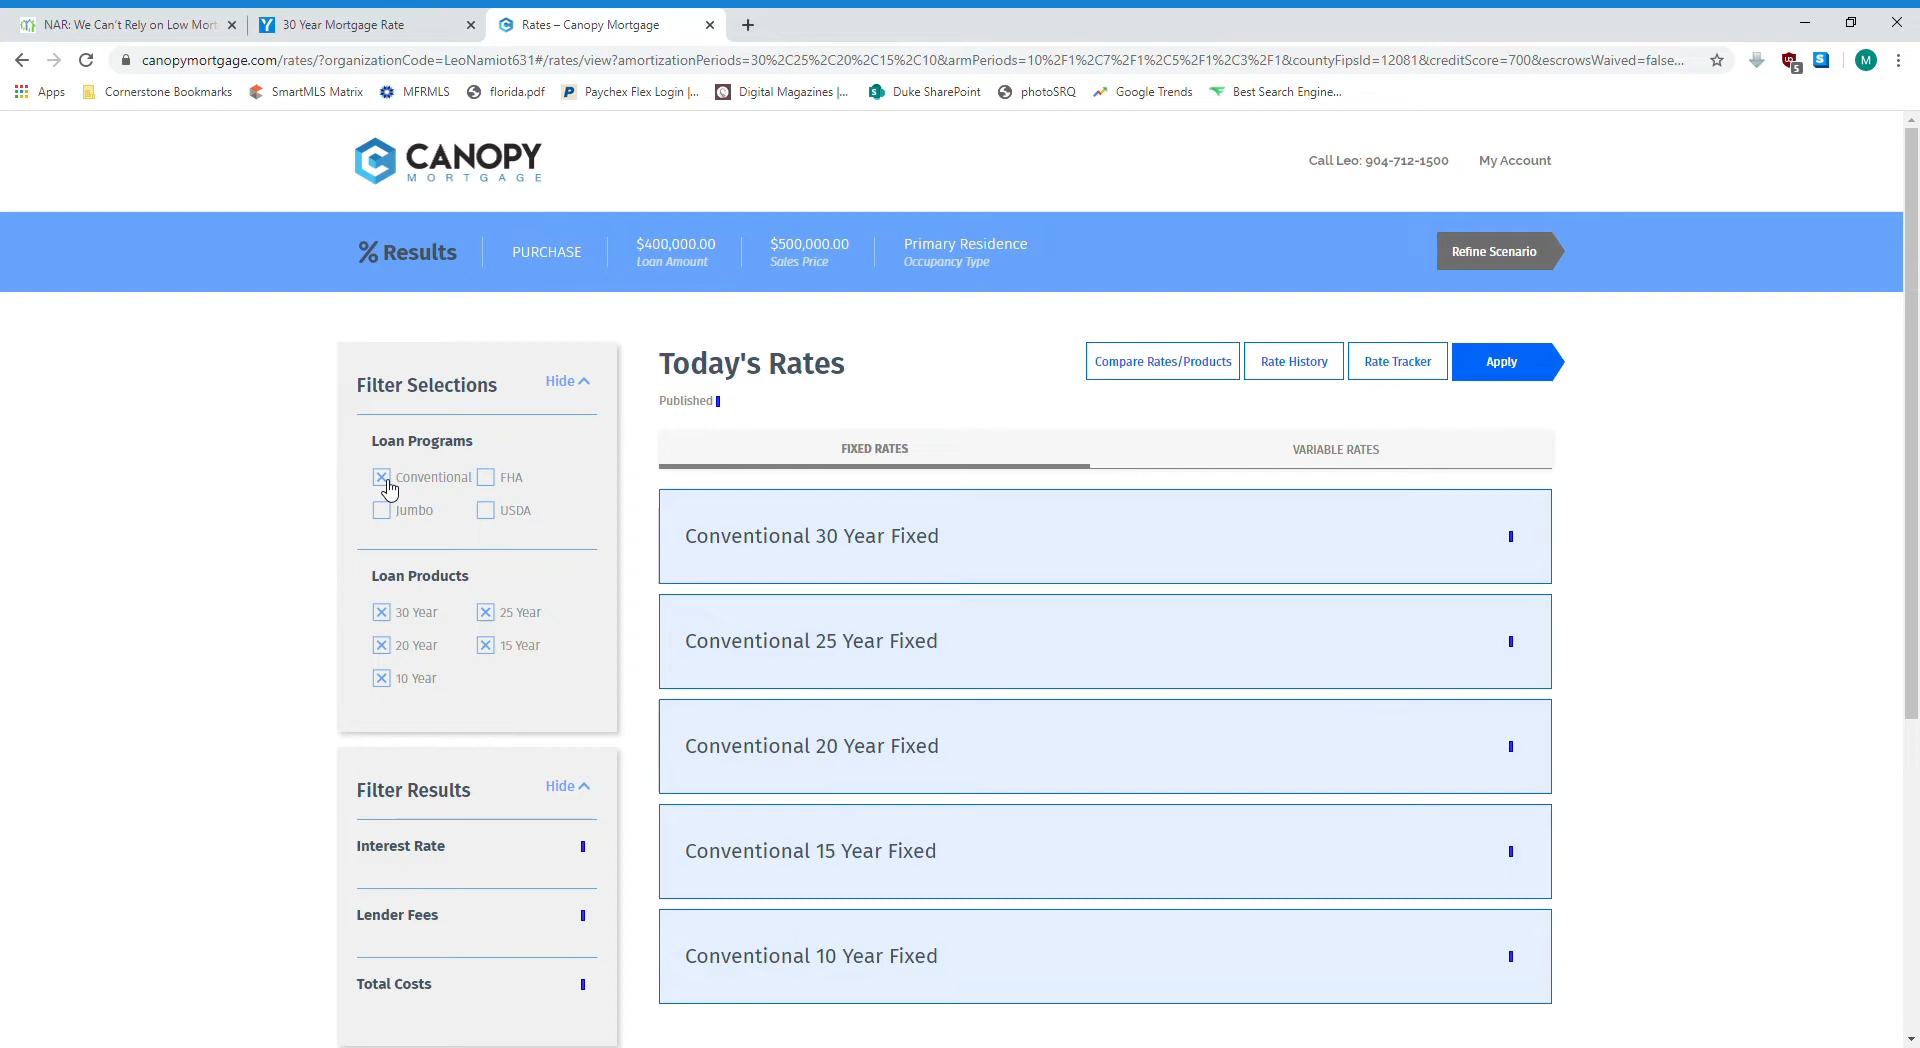 NAR: We Can't Rely on Low Mort
30 Year Mortgage Rate
Rates – Canopy Mortgage
canopymortgage.com/rates/?organizationCode=LeoNamiot631#/rates/view?amortizationPeriods=30%2C25%2C20%2C15%2C10&armPeriods=10%2F1%2C7%2F1%2C5%2F1%2C3%2F1&countyFipsId=12081&creditScore=700&escrowsWaived=false...
5
S
M
Apps
Cornerstone Bookmarks
SmartMLS Matrix
MFRMLS
florida.pdf
Paychex Flex Login |...
Digital Magazines |...
Duke SharePoint
photoSRQ
Google Trends
Best Search Engine...
CANOPY
MORTGAGE
Call Leo: 904-712-1500
My Account
% Results
PURCHASE
$400,000.00
Loan Amount
$500,000.00
Sales Price
Primary Residence
Occupancy Type
Refine Scenario
Filter Selections
Hide
Loan Programs
Conventional
FHA
Jumbo
USDA
Loan Products
30 Year
25 Year
20 Year
15 Year
10 Year
Filter Results
Hide
Interest Rate
Lender Fees
Total Costs
Today's Rates
Published
Compare Rates/Products
Rate History
Rate Tracker
Apply
FIXED RATES
VARIABLE RATES
Conventional 30 Year Fixed
Conventional 25 Year Fixed
Conventional 20 Year Fixed
Conventional 15 Year Fixed
Conventional 10 Year Fixed